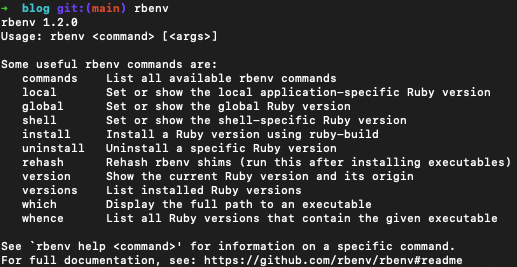 ➜ blog git:(main) rbenv
rbenv 1.2.0
Usage: rbenv <command> [<args>]

Some useful rbenv commands are:
   commands    List all available rbenv commands
   local       Set or show the local application-specific Ruby version
   global      Set or show the global Ruby version
   shell       Set or show the shell-specific Ruby version
   install     Install a Ruby version using ruby-build
   uninstall   Uninstall a specific Ruby version
   rehash      Rehash rbenv shims (run this after installing executables)
   version     Show the current Ruby version and its origin
   versions    List installed Ruby versions
   which       Display the full path to an executable
   whence      List all Ruby versions that contain the given executable

See `rbenv help <command>' for information on a specific command.
For full documentation, see: https://github.com/rbenv/rbenv#readme